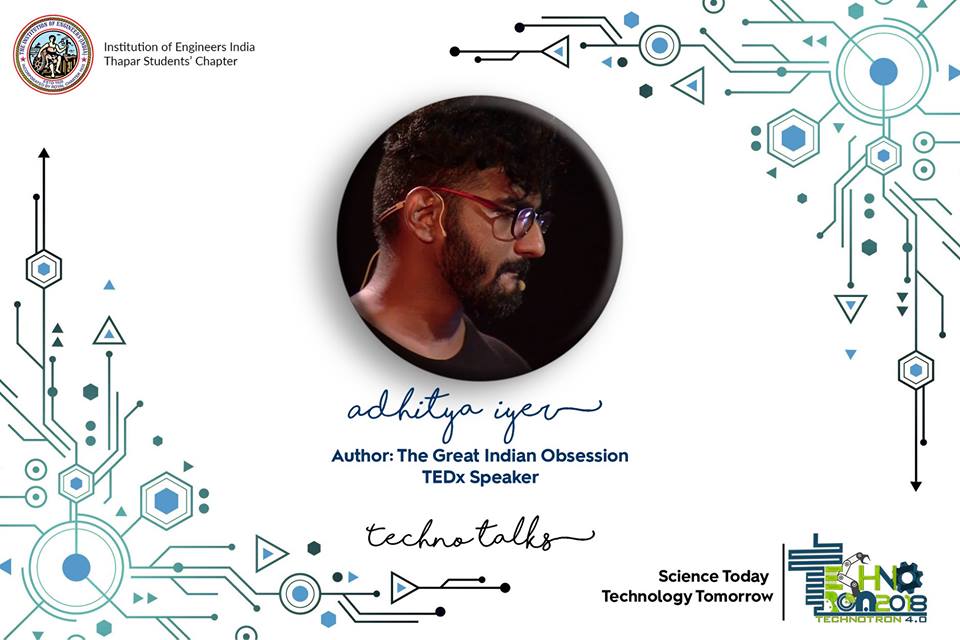 Institution of Engineers India
Thapar Students' Chapter
adhitya iyer
Author: The Great Indian Obsession
TEDx Speaker
techno talks
Science Today
Technology Tomorrow
TECHNOTRON 4.0